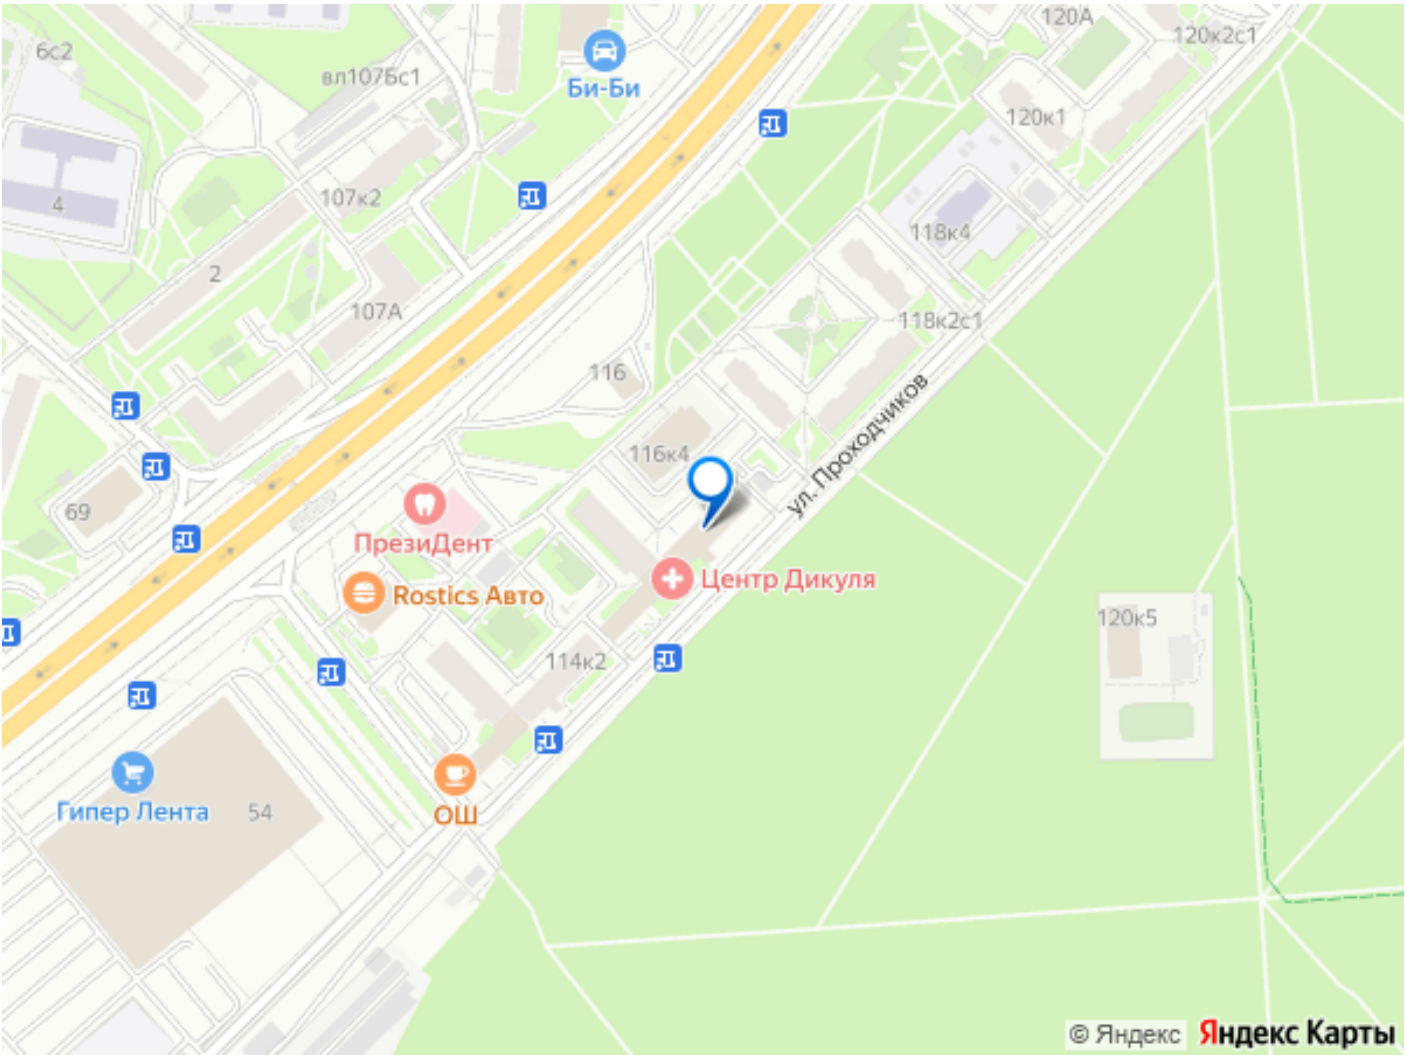 120А
120к2с1
6с2
вл107Бс1
Би-Би
120к1
4
107к2
118к4
2
107А
118к2с1
116
ул. Проходчиков
116к4
69
ПрезиДент
Центр Дикуля
Rostics Авто
120к5
114к2
Гипер Лента
54
ОШ
© Яндекс Яндекс Карты